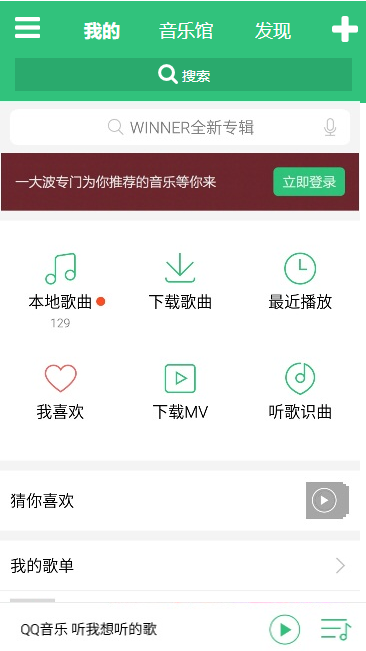 我的 音乐馆 发现
搜索
WINNER全新专辑
一大波专门为你推荐的音乐等你来 立即登录
本地歌曲 下载歌曲 最近播放
129
我喜欢 下载MV 听歌识曲
猜你喜欢
我的歌单
QQ音乐 听我想听的歌